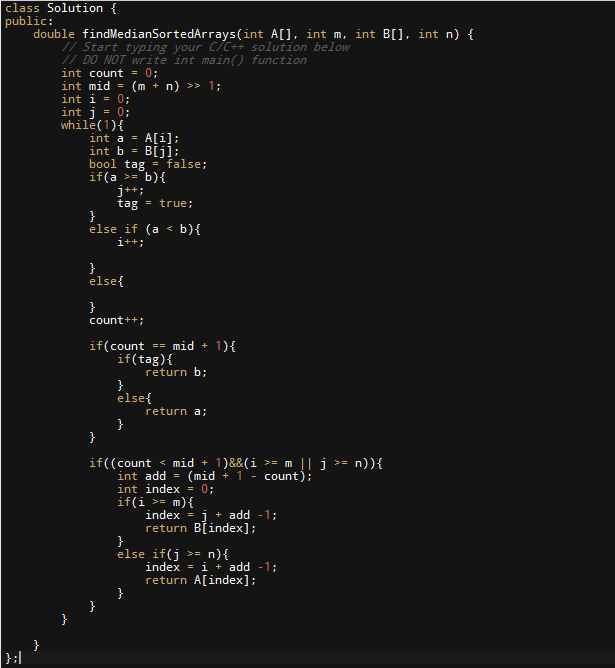 class Solution {
public:
    double findMedianSortedArrays(int A[], int m, int B[], int n) {
        // Start typing your C/C++ solution below
        // DO NOT write int main() function
        int count = 0;
        int mid = (m + n) >> 1;
        int i = 0;
        int j = 0;
        while(1){
            int a = A[i];
            int b = B[j];
            bool tag = false;
            if(a >= b){
                j++;
                tag = true;
            }
            else if (a < b){
                i++;

            }
            else{

            }
            count++;

            if(count == mid + 1){
                if(tag){
                    return b;
                }
                else{
                    return a;
                }
            }

            if((count < mid + 1)&&(i >= m || j >= n)){
                int add = (mid + 1 - count);
                int index = 0;
                if(i >= m){
                    index = j + add -1;
                    return B[index];
                }
                else if(j >= n){
                    index = i + add -1;
                    return A[index];
                }
            }
        }

    }
};